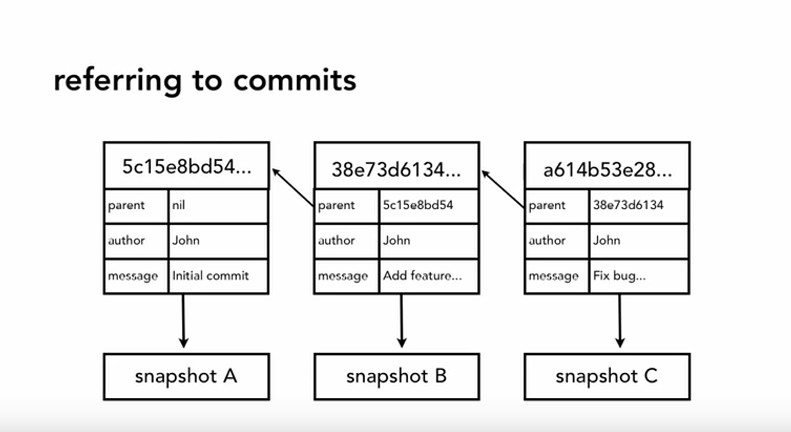 referring to commits
5c15e8bd54... 38e73d6134... a614b53e28...
parent nil parent 5c15e8bd54 parent 38e73d6134
author John author John author John
message Initial commit message Add feature... message Fix bug...
snapshot A snapshot B snapshot C